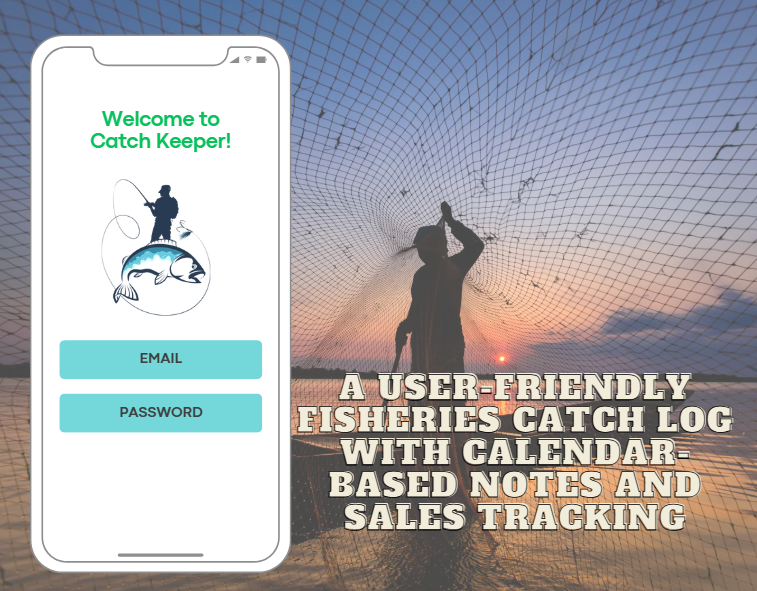 Welcome to
Catch Keeper!
EMAIL
PASSWORD
A USER-FRIENDLY
FISHERIES CATCH LOG
WITH CALENDAR-
BASED NOTES AND
SALES TRACKING